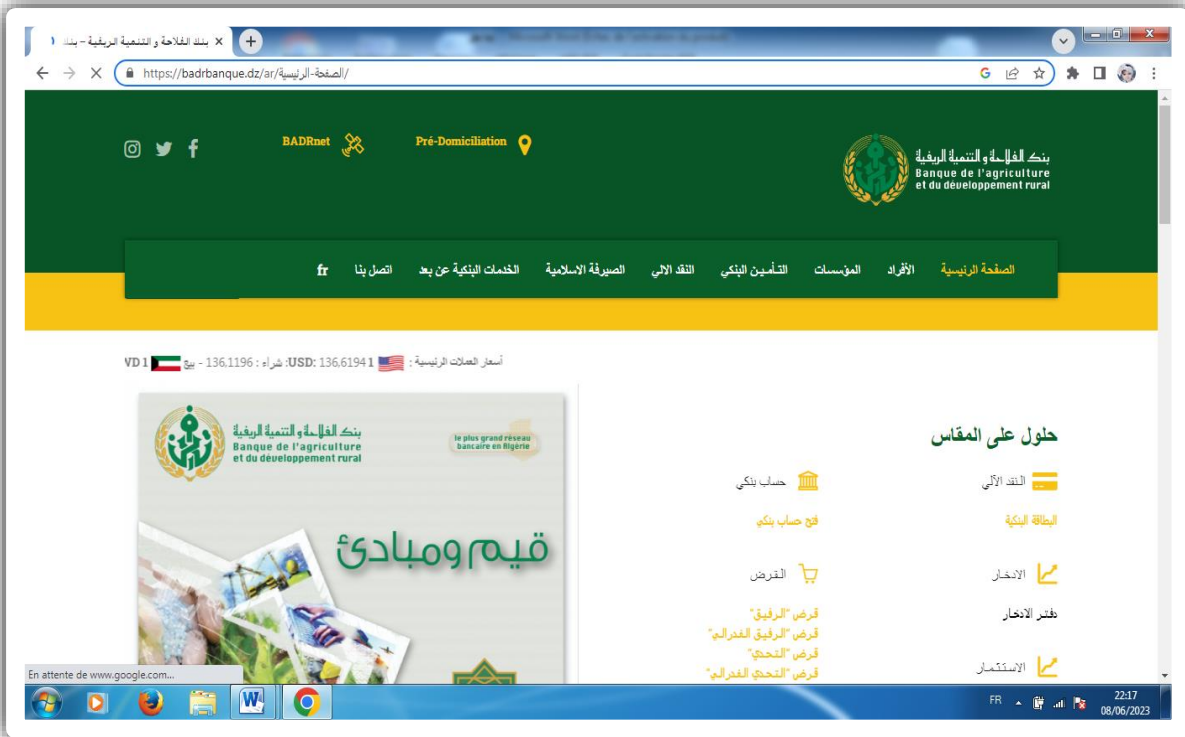 بنك الفلاحة و التنمية الريفية – بنك
https://badrbanque.dz/ar/الصفحة-الرئيسية/
BADRnet
Pré-Domiciliation
بنك الفلاحة و التنمية الريفية
Banque de l'agriculture
et du développement rural
الصفحة الرئيسية
الأفراد
المؤسسات
التأمين البنكي
النقد الالي
الصيرفة الاسلامية
الخدمات البنكية عن بعد
اتصل بنا
fr
أسعار العملات الرئيسية : 1 USD: شراء : 136,1196 - بيع 136,6194 1
حلول على المقاس
النقد الآلي
حساب بنكي
البطاقة البنكية
فتح حساب بنكي
الادخار
القرض
دفتر الادخار
قرض "الرفيق"
قرض "الرفيق الفدرالي"
قرض "التحدي"
الاستثمار
قرض "التحدي الفدرالي"
بنك الفلاحة و التنمية الريفية
Banque de l'agriculture
et du développement rural
le plus grand réseau
bancaire en Algérie
قيم ومبادئ
En attente de www.google.com...
FR
22:17
08/06/2023